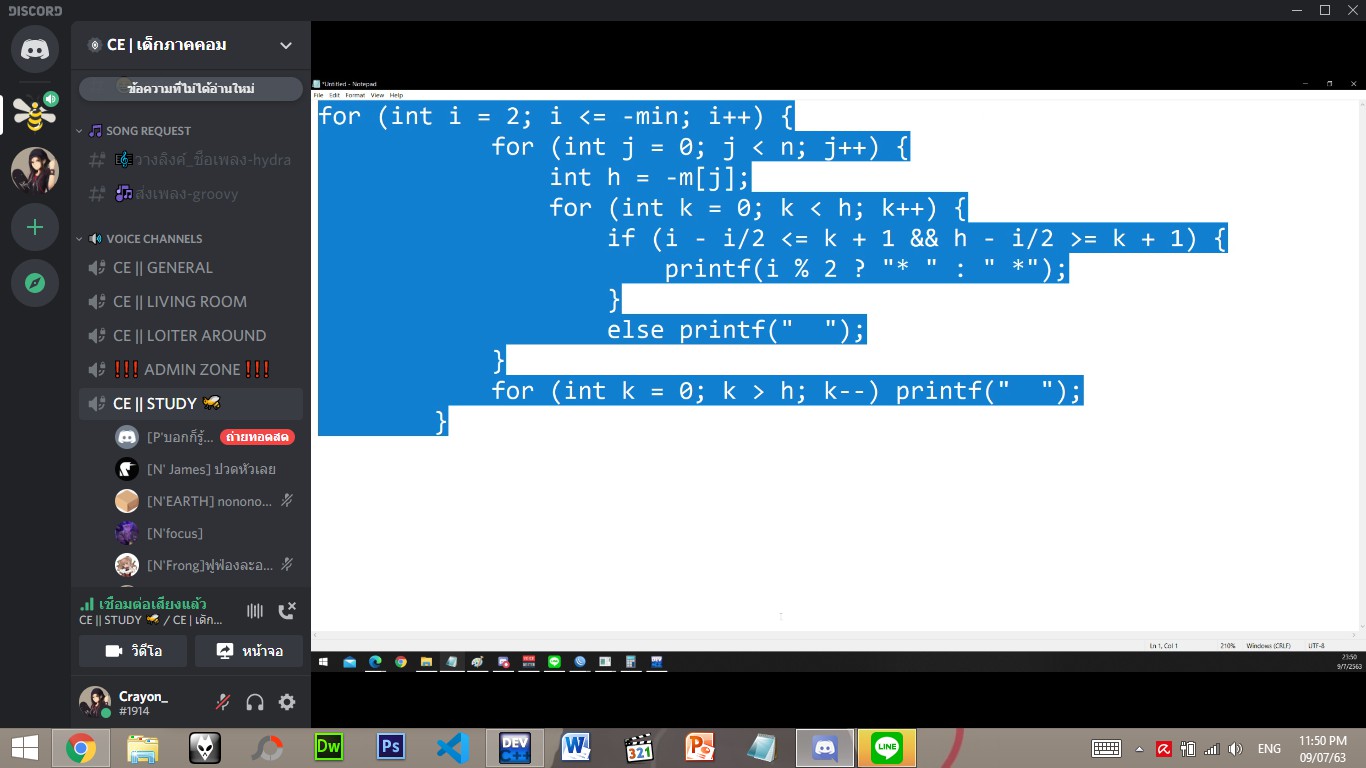 DISCORD
CE | เด็กภาคคอม
ข้อความที่ไม่ได้อ่านใหม่
SONG REQUEST
วางลิงค์_ชื่อเพลง-hydra
ส่งเพลง-groovy
VOICE CHANNELS
CE || GENERAL
CE || LIVING ROOM
CE || LOITER AROUND
ADMIN ZONE
CE || STUDY
[P'บอกก็รู้... ถ่ายทอดสด
[N' James] ปวดหัวเลย
[N'EARTH] nonono...
[N'focus]
[N'Frong]ฟูฟ่องละอ...
เชื่อมต่อเสียงแล้ว
CE || STUDY / CE | เด็ก...
วิดีโอ หน้าจอ
Crayon_
#1914
*Untitled - Notepad
File Edit Format View Help
for (int i = 2; i <= -min; i++) {
for (int j = 0; j < n; j++) {
int h = -m[j];
for (int k = 0; k < h; k++) {
if (i - i/2 <= k + 1 && h - i/2 >= k + 1) {
printf(i % 2 ? "* " : " *");
}
else printf("  ");
}
for (int k = 0; k > h; k--) printf("  ");
}
Ln 1, Col 1 210% Windows (CRLF) UTF-8
23:50
9/7/2563
Dw Ps DEV C++ W 321 P LINE
ENG
11:50 PM
09/07/63